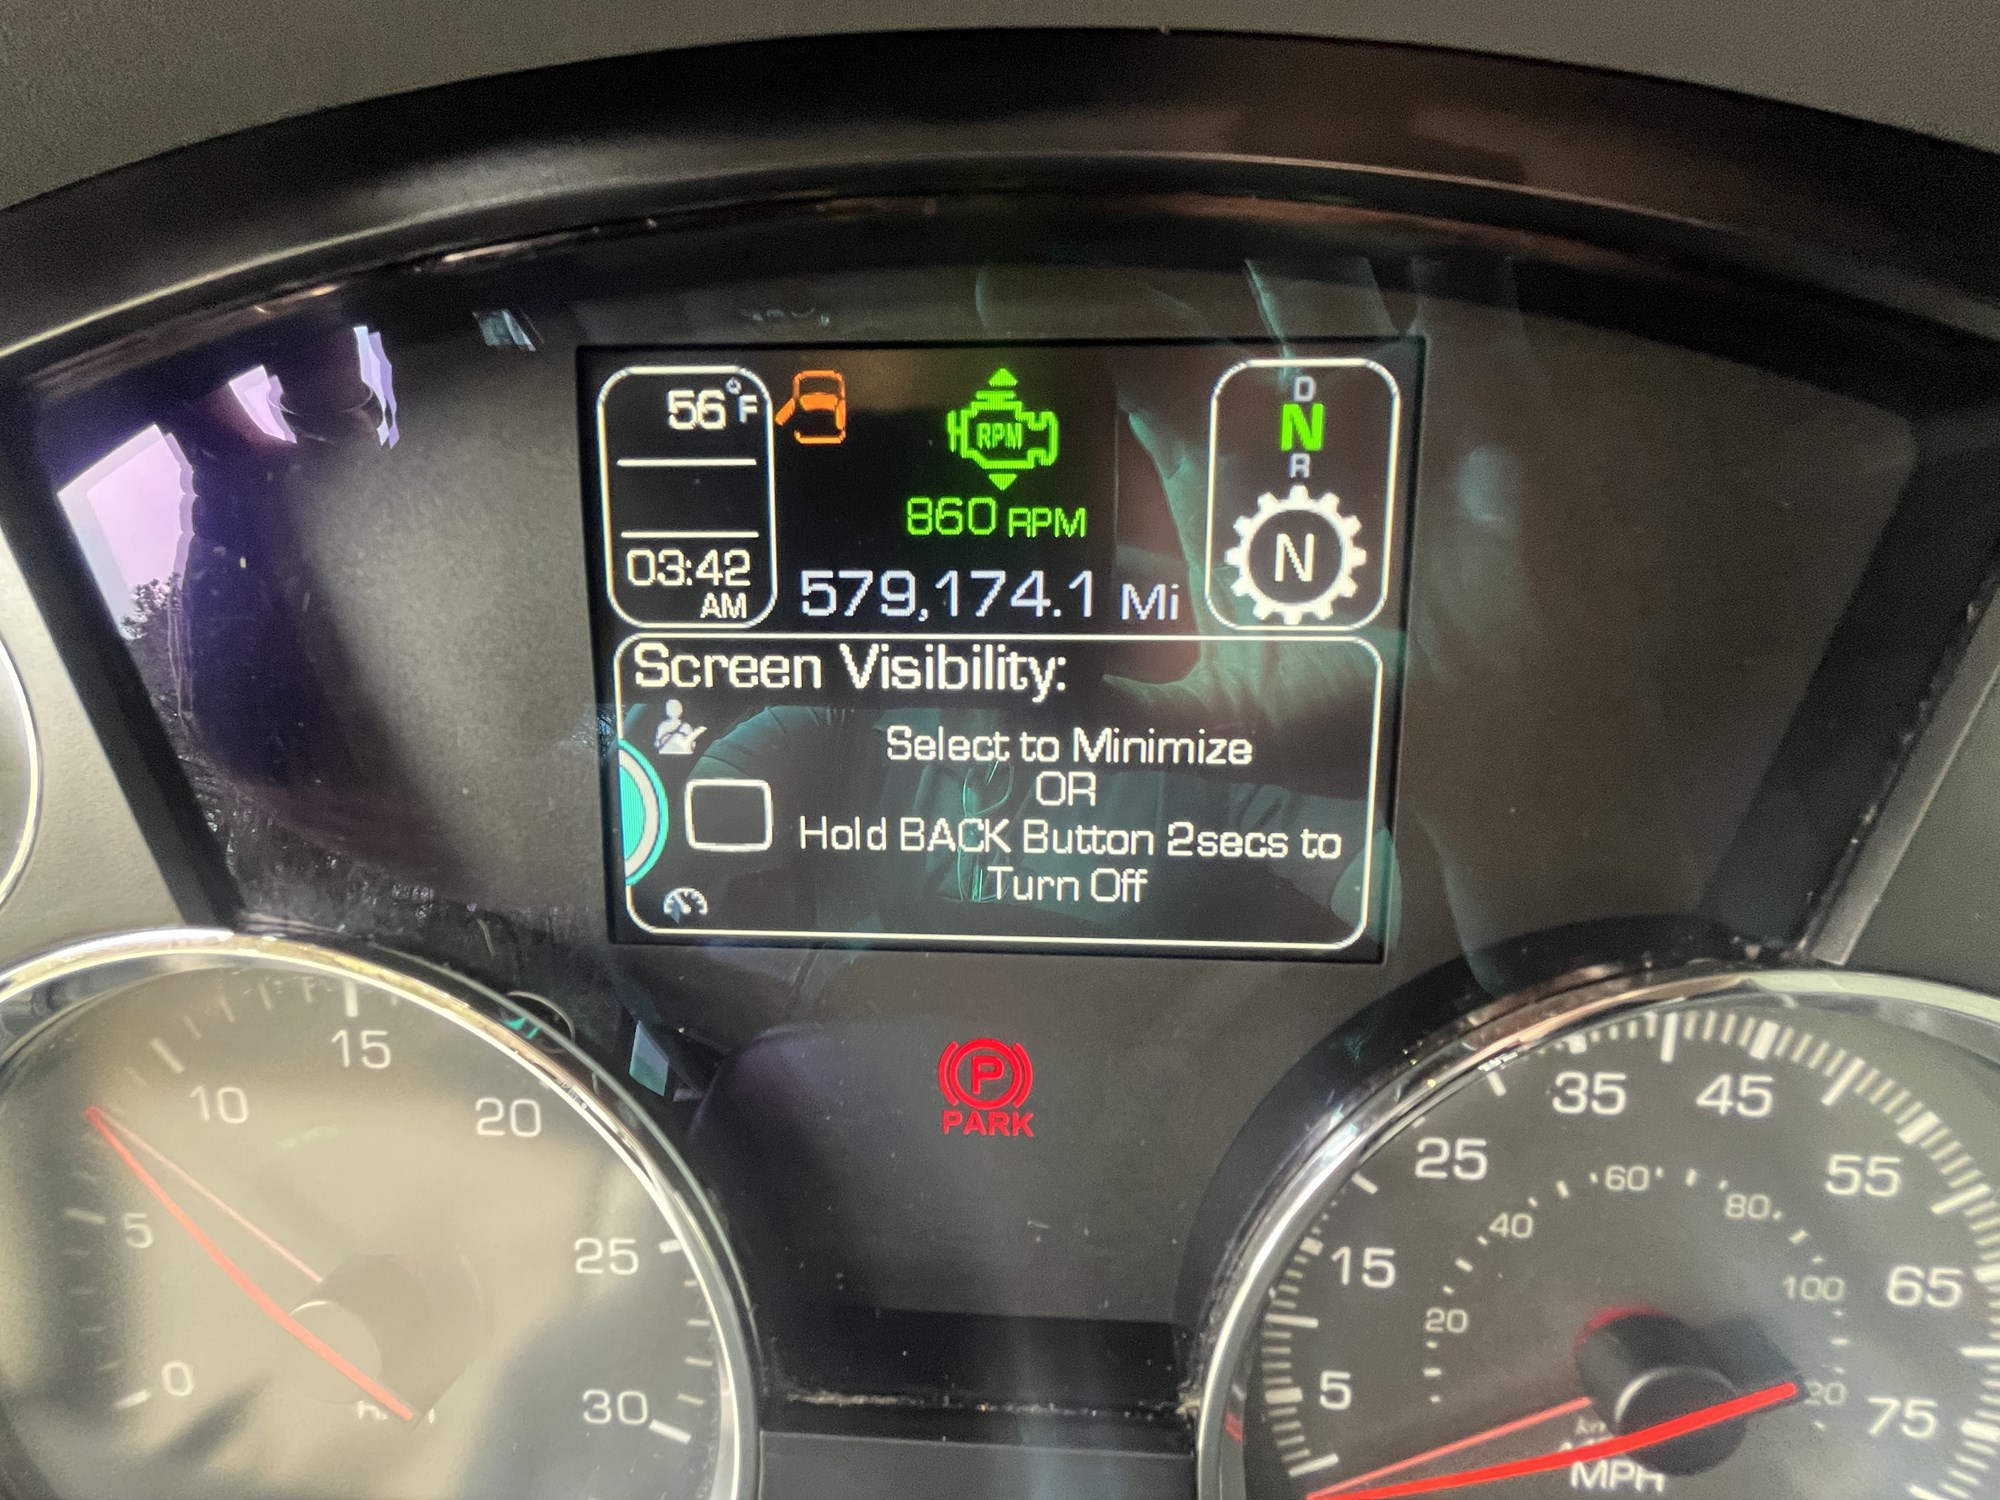 56°F
RPM
860 RPM
D
N
R
N
03:42
AM
579,174.1 Mi
Screen Visibility:
Select to Minimize
OR
Hold BACK Button 2secs to
Turn Off
P
PARK
0
5
10
15
20
25
30
5
15
25
35
45
55
65
75
20
40
60
80
100
MPH